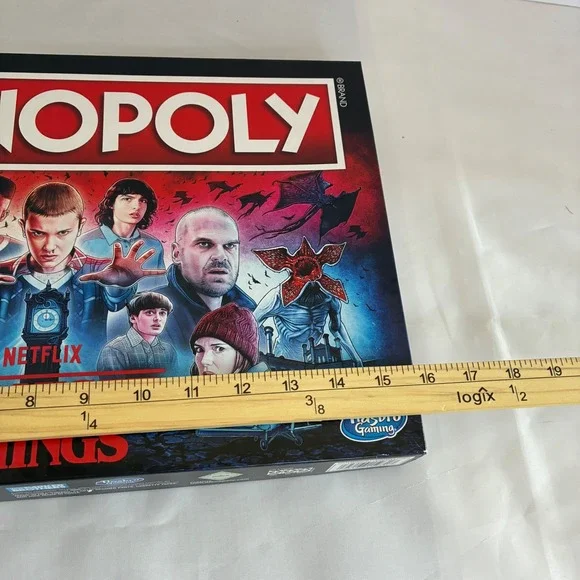 NOPOLY
® BRAND
NETFLIX
8 9 10 11 12 13 14 15 16 17 18 19
1/4 3/8 logix 1/2
HINGS
Hasbro
Gaming